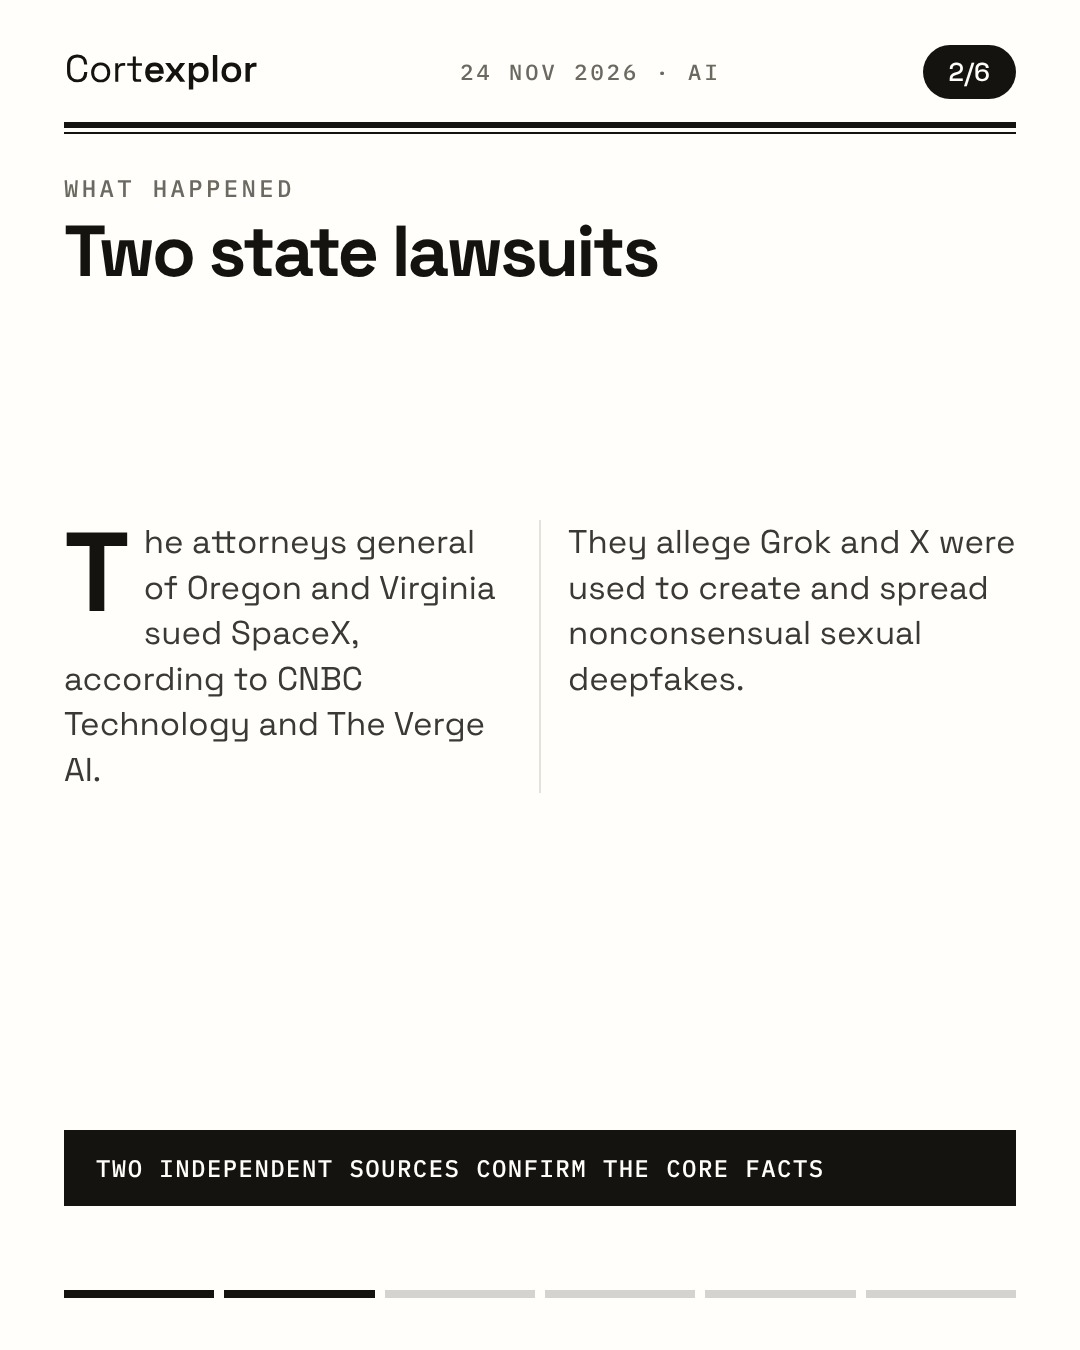 Cortexplor
24 NOV 2026 · AI
2/6
WHAT HAPPENED
Two state lawsuits
The attorneys general
of Oregon and Virginia
sued SpaceX,
according to CNBC
Technology and The Verge
AI.
They allege Grok and X were
used to create and spread
nonconsensual sexual
deepfakes.
TWO INDEPENDENT SOURCES CONFIRM THE CORE FACTS